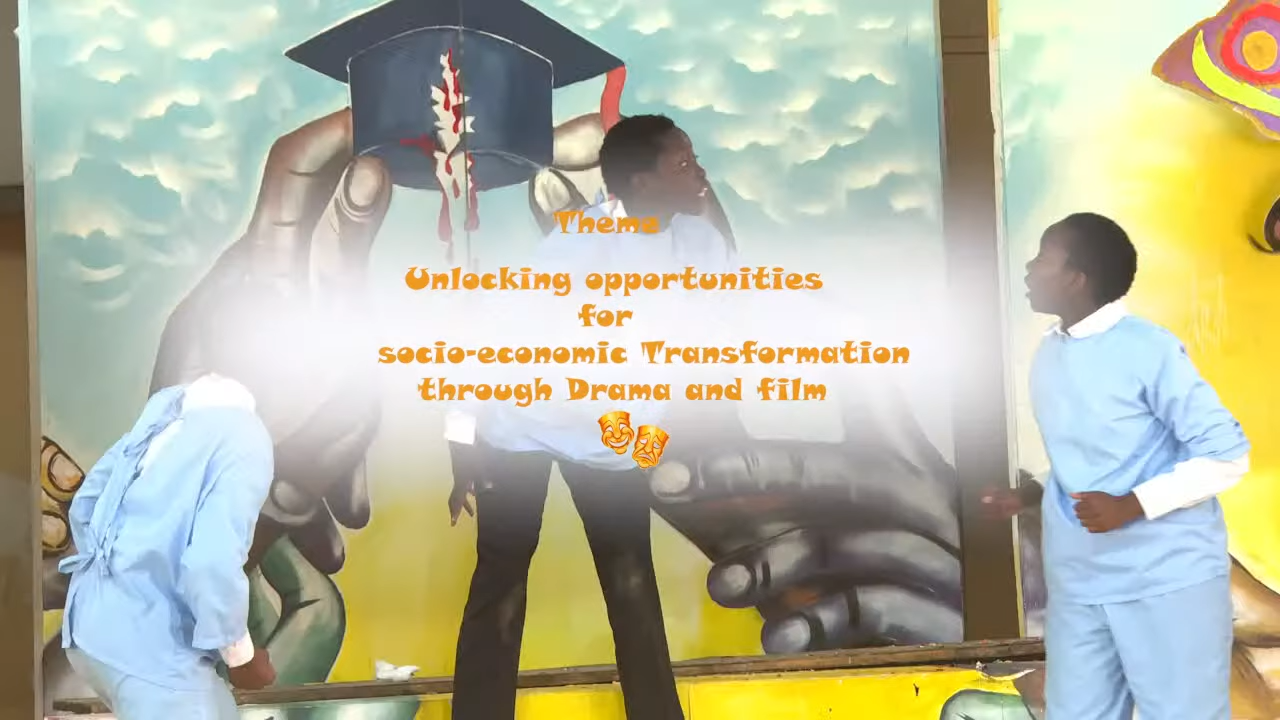 Theme
Unlocking opportunities
for
socio-economic Transformation
through Drama and film